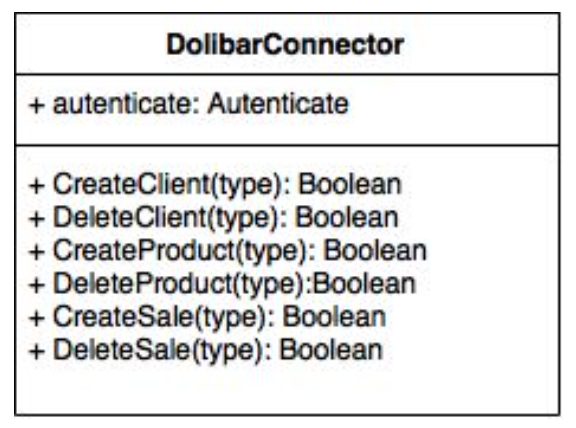 DolibarConnector
+ autenticate: Autenticate
+ CreateClient(type): Boolean
+ DeleteClient(type): Boolean
+ CreateProduct(type): Boolean
+ DeleteProduct(type):Boolean
+ CreateSale(type): Boolean
+ DeleteSale(type): Boolean